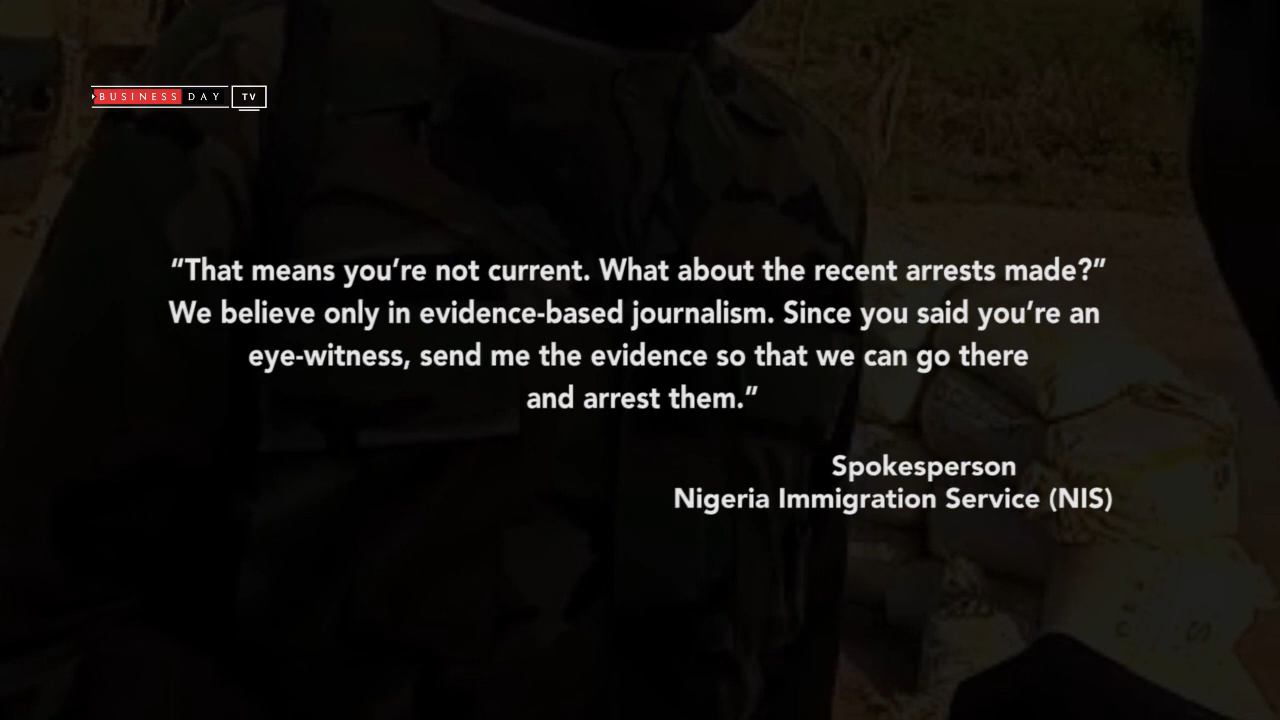 BUSINESS DAY TV
“That means you’re not current. What about the recent arrests made?”
We believe only in evidence-based journalism. Since you said you’re an
eye-witness, send me the evidence so that we can go there
and arrest them.”
Spokesperson
Nigeria Immigration Service (NIS)